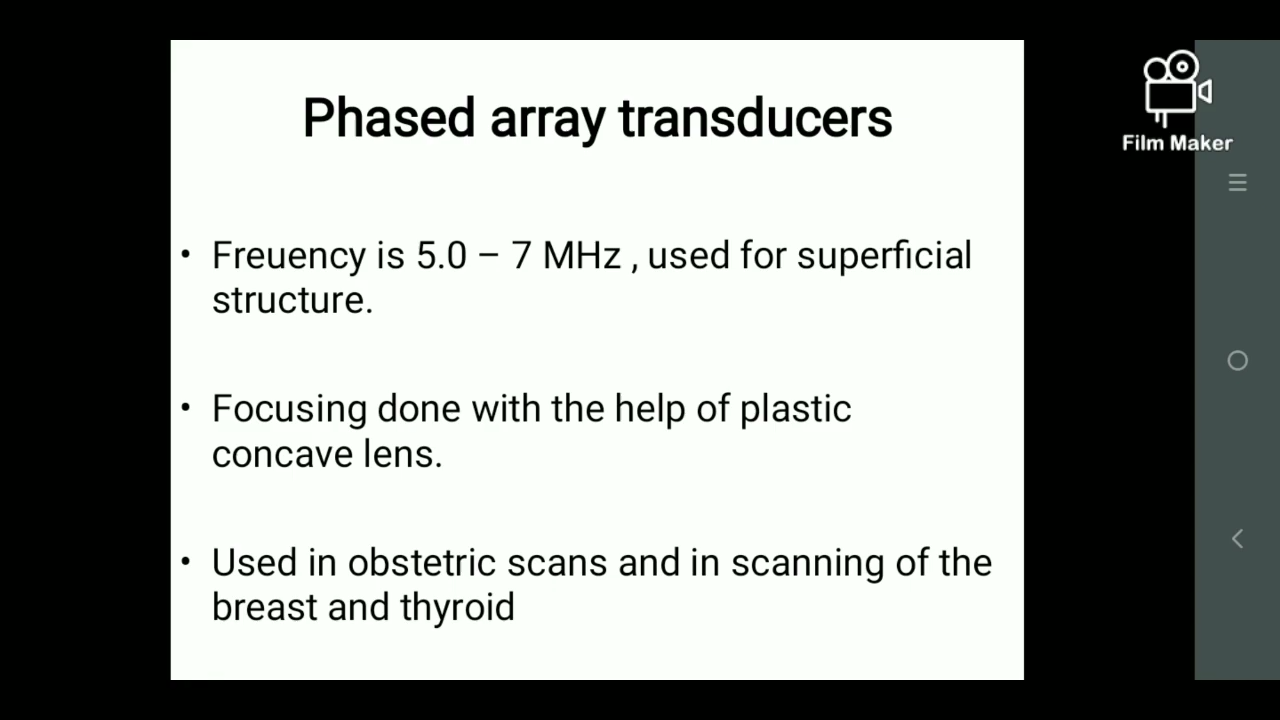 Phased array transducers
Film Maker
• Freuency is 5.0 – 7 MHz , used for superficial
structure.
• Focusing done with the help of plastic
concave lens.
• Used in obstetric scans and in scanning of the
breast and thyroid